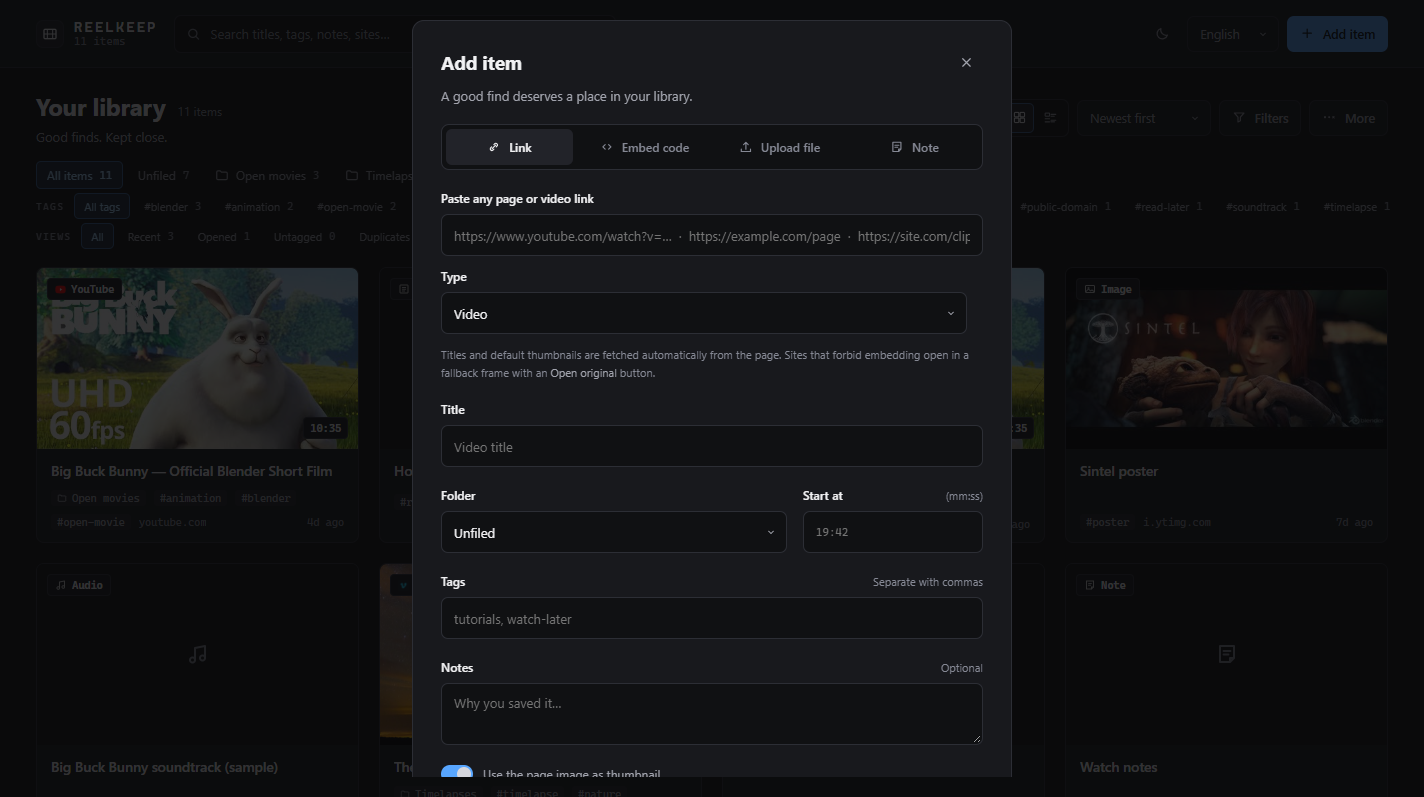 REELKEEP
11 items
Search titles, tags, notes, sites...
English
Add item
Your library 11 items
Good finds. Kept close.
Newest first
Filters
More
All items 11
Unfiled 7
Open movies 3
TAGS
All tags
#blender 3
#animation 2
#open-movie 2
#public-domain 1
#read-later 1
#soundtrack 1
#timelapse 1
VIEWS
All
Recent 3
Opened 1
Untagged 0
Duplicates
Add item
A good find deserves a place in your library.
Link
Embed code
Upload file
Note
Paste any page or video link
https://www.youtube.com/watch?v=... · https://example.com/page · https://site.com/clip
Type
Video
Titles and default thumbnails are fetched automatically from the page. Sites that forbid embedding open in a
fallback frame with an Open original button.
Title
Video title
Folder
Unfiled
Start at
(mm:ss)
19:42
Tags
Separate with commas
tutorials, watch-later
Notes
Optional
Why you saved it...
Use the page image as thumbnail
YouTube
Big Buck
BUNNY
UHD
60fps
10:35
Big Buck Bunny — Official Blender Short Film
Open movies
#animation
#blender
#open-movie
youtube.com
4d ago
Image
SINTEL
Sintel poster
#poster
i.ytimg.com
7d ago
Audio
Big Buck Bunny soundtrack (sample)
Timelapses
#timelapse
#nature
Note
Watch notes